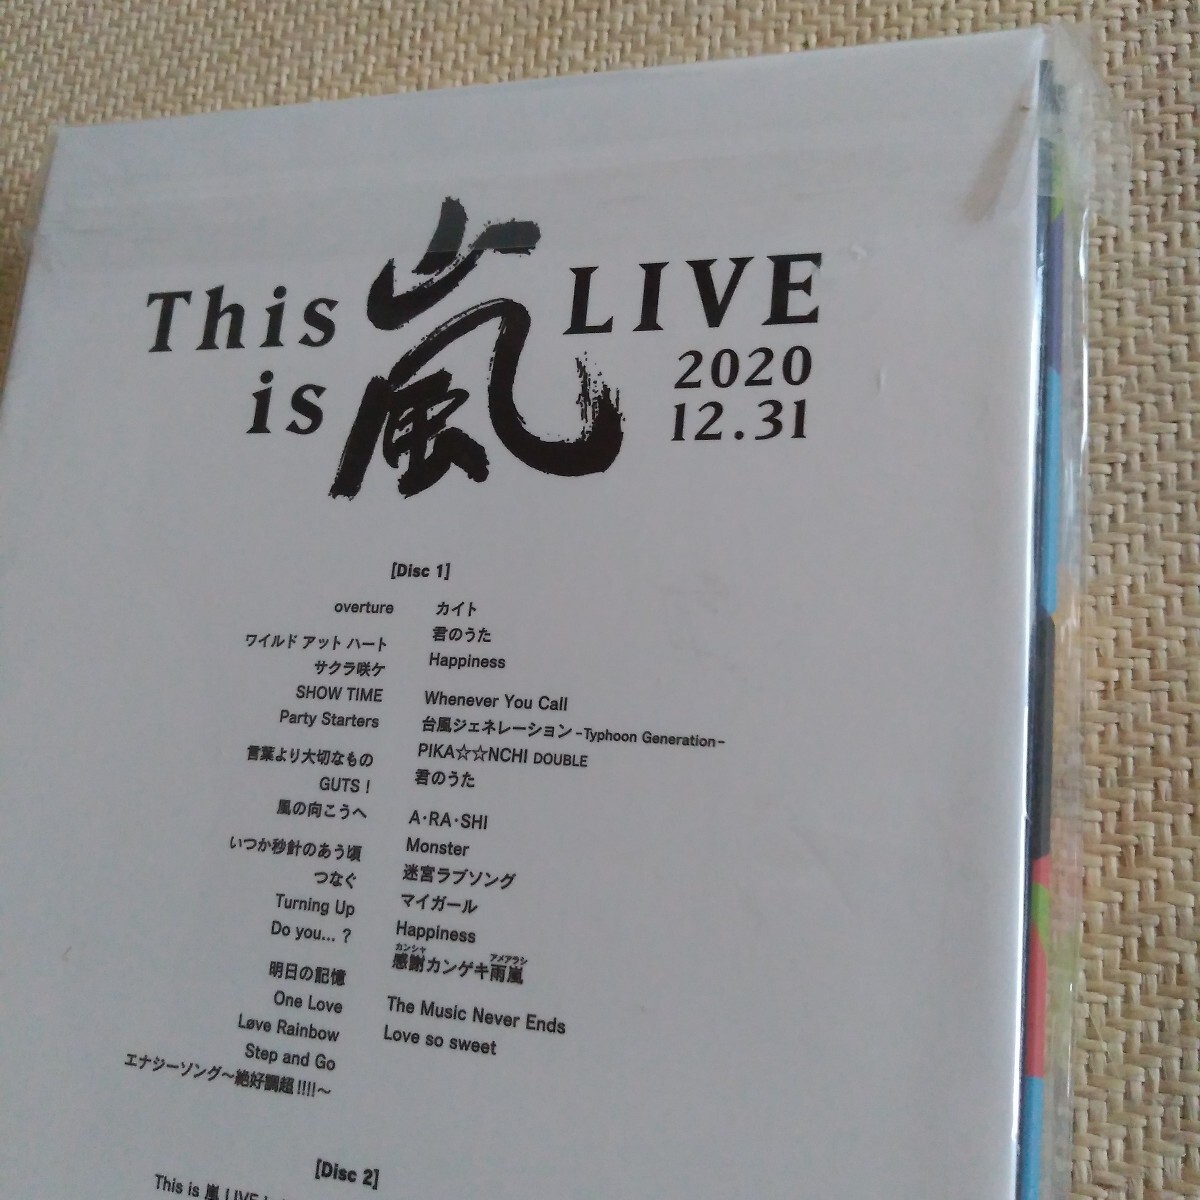 This is 嵐 LIVE
2020
12.31
[Disc 1]
overture
ワイルド アット ハート
サクラ咲ケ
SHOW TIME
Party Starters
言葉より大切なもの
GUTS !
風の向こうへ
いつか秒針のあう頃
つなぐ
Turning Up
Do you... ?
明日の記憶
One Love
Løve Rainbow
Step and Go
エナジーソング〜絶好調超!!!!〜
カイト
君のうた
Happiness
Whenever You Call
台風ジェネレーション -Typhoon Generation-
PIKA☆☆NCHI DOUBLE
君のうた
A・RA・SHI
Monster
迷宮ラブソング
マイガール
Happiness
カンシャ アメアラシ
感謝カンゲキ雨嵐
The Music Never Ends
Love so sweet
[Disc 2]
This is 嵐 LIVE